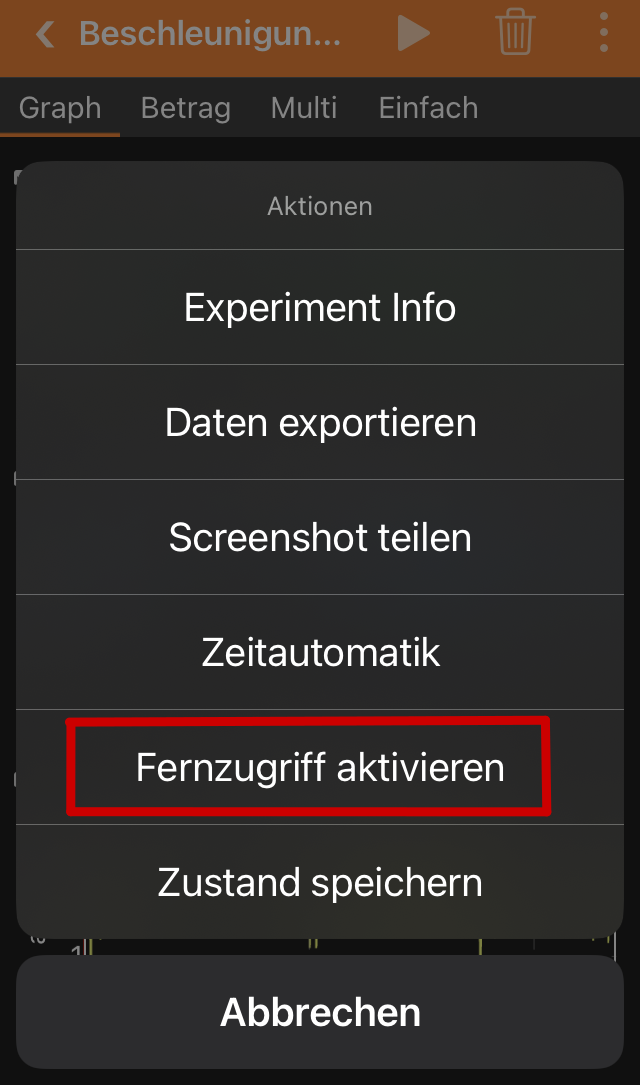 Beschleunigun...
Graph Betrag Multi Einfach
Aktionen
Experiment Info
Daten exportieren
Screenshot teilen
Zeitautomatik
Fernzugriff aktivieren
Zustand speichern
Abbrechen